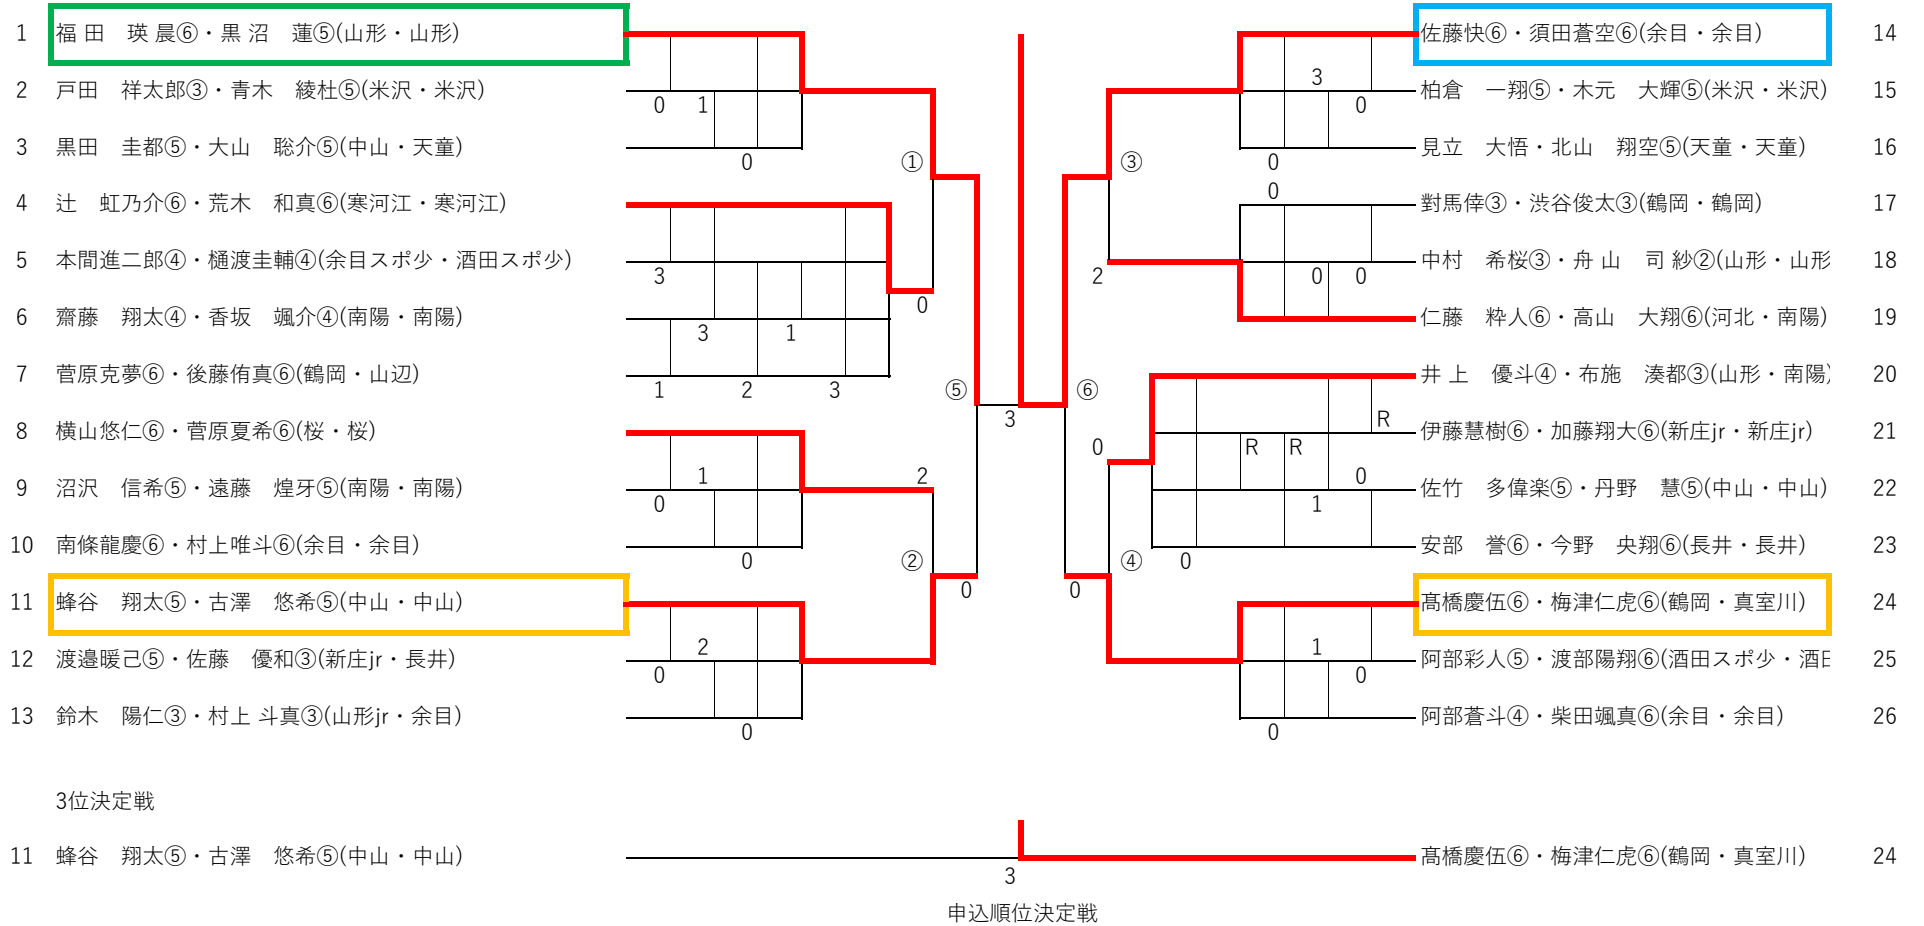 1 福 田　瑛 晨⑥・黒 沼　蓮⑤(山形・山形)
2 戸田　祥太郎③・青木　綾杜⑤(米沢・米沢)
3 黒田　圭都⑤・大山　聡介⑤(中山・天童)
4 辻　虹乃介⑥・荒木　和真⑥(寒河江・寒河江)
5 本間進二郎④・樋渡圭輔④(余目スポ少・酒田スポ少)
6 齋藤　翔太④・香坂　颯介④(南陽・南陽)
7 菅原克夢⑥・後藤侑真⑥(鶴岡・山辺)
8 横山悠仁⑥・菅原夏希⑥(桜・桜)
9 沼沢　信希⑤・遠藤　煌牙⑤(南陽・南陽)
10 南條龍慶⑥・村上唯斗⑥(余目・余目)
11 蜂谷　翔太⑤・古澤　悠希⑤(中山・中山)
12 渡邉暖己⑤・佐藤　優和③(新庄jr・長井)
13 鈴木　陽仁③・村上 斗真③(山形jr・余目)
0 1
0
①
3
0
3 1
1 2 3
⑤
1
0
2
0
②
0
2
0
0
3
佐藤快⑥・須田蒼空⑥(余目・余目) 14
柏倉　一翔⑤・木元　大輝⑤(米沢・米沢) 15
見立　大悟・北山　翔空⑤(天童・天童) 16
對馬倖③・渋谷俊太③(鶴岡・鶴岡) 17
中村　希桜③・舟 山　司 紗②(山形・山形 18
仁藤　粋人⑥・高山　大翔⑥(河北・南陽) 19
井 上　優斗④・布施　湊都③(山形・南陽) 20
伊藤慧樹⑥・加藤翔大⑥(新庄jr・新庄jr) 21
佐竹　多偉楽⑤・丹野　慧⑤(中山・中山) 22
安部　誉⑥・今野　央翔⑥(長井・長井) 23
髙橋慶伍⑥・梅津仁虎⑥(鶴岡・真室川) 24
阿部彩人⑤・渡部陽翔⑥(酒田スポ少・酒田 25
阿部蒼斗④・柴田颯真⑥(余目・余目) 26
3
0
③
0
0
2
0 0
⑥
R
0
R R
0
1
④
0
0
1
0
0
3位決定戦
11 蜂谷　翔太⑤・古澤　悠希⑤(中山・中山)
髙橋慶伍⑥・梅津仁虎⑥(鶴岡・真室川) 24
3
申込順位決定戦